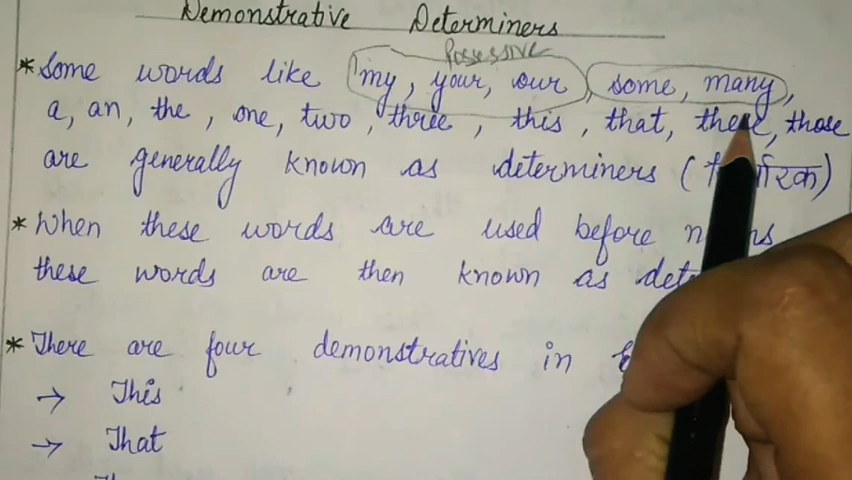 Demonstrative Determiners
Possessive
* Some words like my, your, our, some, many,
a, an, the, one, two, three, this, that, these, those
are generally known as determiners (
* When these words are used before
these words are then known as
* There are four demonstratives in
→ This
→ That